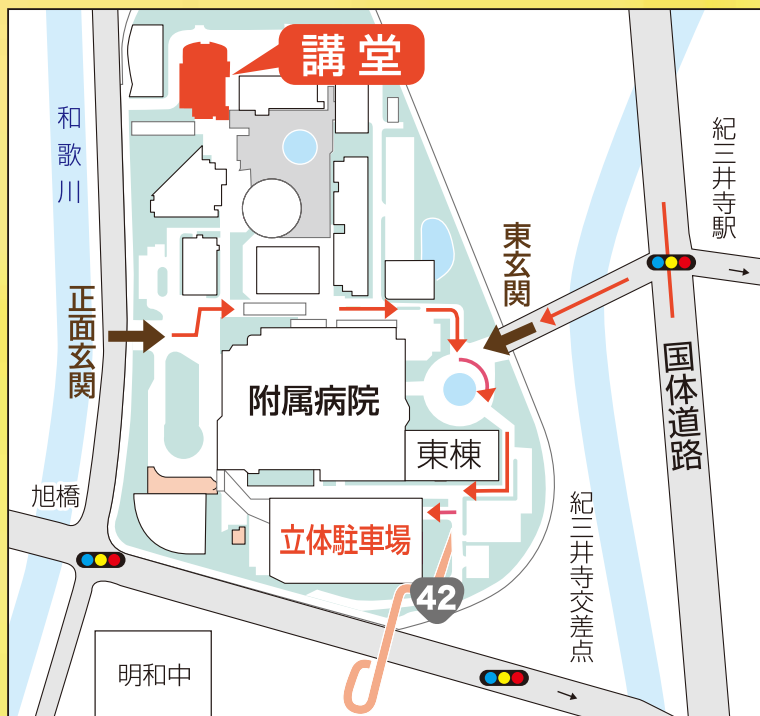 講堂
和歌川
紀三井寺駅
東玄関
正面玄関
国体道路
附属病院
東棟
旭橋
立体駐車場
紀三井寺交差点
42
明和中